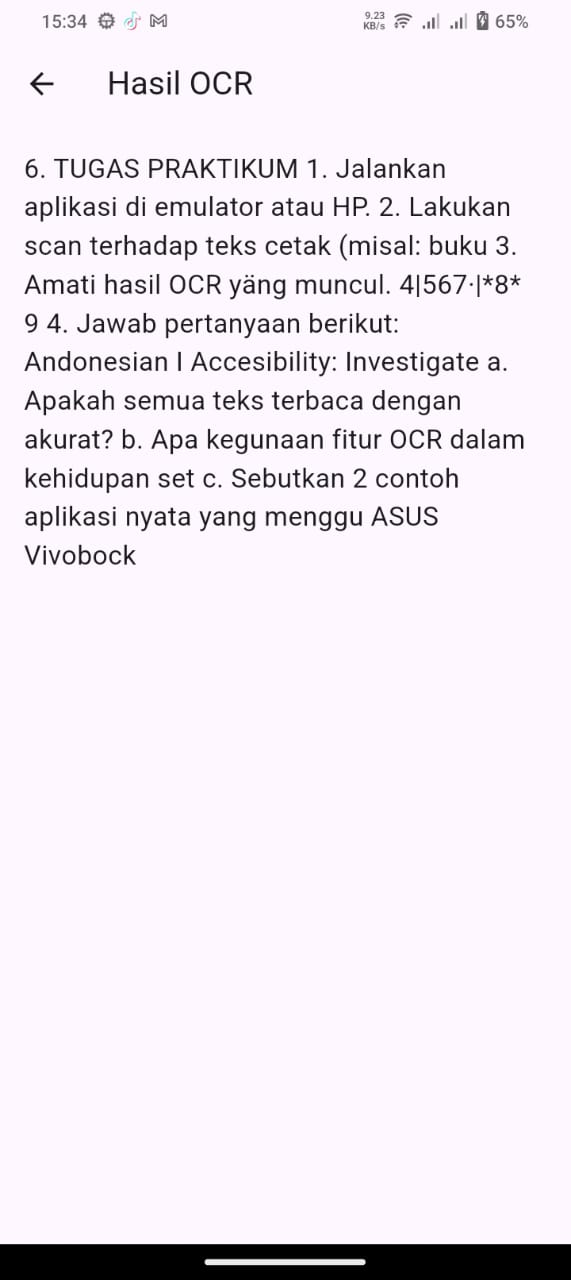 15:34
9.23 KB/s
65%
Hasil OCR
6. TUGAS PRAKTIKUM 1. Jalankan
aplikasi di emulator atau HP. 2. Lakukan
scan terhadap teks cetak (misal: buku 3.
Amati hasil OCR yäng muncul. 4|567·|*8*
9 4. Jawab pertanyaan berikut:
Andonesian I Accesibility: Investigate a.
Apakah semua teks terbaca dengan
akurat? b. Apa kegunaan fitur OCR dalam
kehidupan set c. Sebutkan 2 contoh
aplikasi nyata yang menggu ASUS
Vivobock